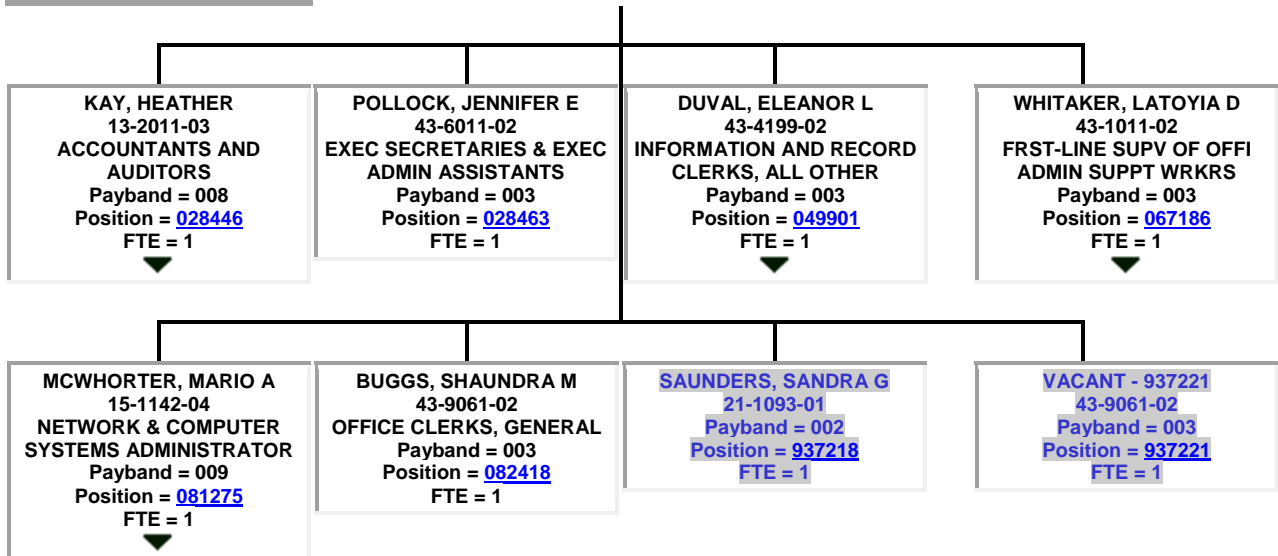 KAY, HEATHER
13-2011-03
ACCOUNTANTS AND
AUDITORS
Payband = 008
Position = 028446
FTE = 1
POLLOCK, JENNIFER E
43-6011-02
EXEC SECRETARIES & EXEC
ADMIN ASSISTANTS
Payband = 003
Position = 028463
FTE = 1
DUVAL, ELEANOR L
43-4199-02
INFORMATION AND RECORD
CLERKS, ALL OTHER
Payband = 003
Position = 049901
FTE = 1
WHITAKER, LATOYIA D
43-1011-02
FRST-LINE SUPV OF OFFI
ADMIN SUPPT WRKRS
Payband = 003
Position = 067186
FTE = 1
MCWHORTER, MARIO A
15-1142-04
NETWORK & COMPUTER
SYSTEMS ADMINISTRATOR
Payband = 009
Position = 081275
FTE = 1
BUGGS, SHAUNDRA M
43-9061-02
OFFICE CLERKS, GENERAL
Payband = 003
Position = 082418
FTE = 1
SAUNDERS, SANDRA G
21-1093-01
Payband = 002
Position = 937218
FTE = 1
VACANT - 937221
43-9061-02
Payband = 003
Position = 937221
FTE = 1